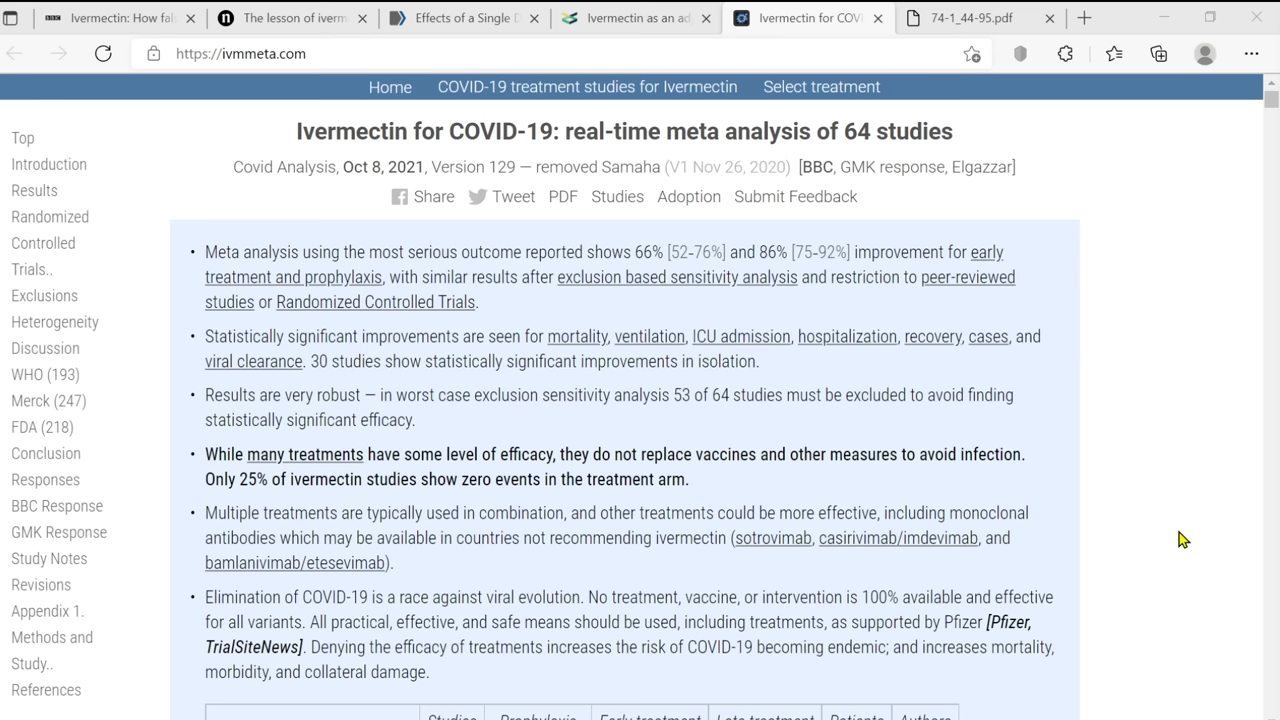 Ivermectin: How fal
The lesson of iverm
Effects of a Single D
Ivermectin as an ad
Ivermectin for COVI
74-1_44-95.pdf
https://ivmmeta.com
Home COVID-19 treatment studies for Ivermectin Select treatment
Top
Introduction
Results
Randomized
Controlled
Trials..
Exclusions
Heterogeneity
Discussion
WHO (193)
Merck (247)
FDA (218)
Conclusion
Responses
BBC Response
GMK Response
Study Notes
Revisions
Appendix 1.
Methods and
Study..
References
Ivermectin for COVID-19: real-time meta analysis of 64 studies
Covid Analysis, Oct 8, 2021, Version 129 — removed Samaha (V1 Nov 26, 2020) [BBC, GMK response, Elgazzar]
Share Tweet PDF Studies Adoption Submit Feedback
• Meta analysis using the most serious outcome reported shows 66% [52-76%] and 86% [75-92%] improvement for early
treatment and prophylaxis, with similar results after exclusion based sensitivity analysis and restriction to peer-reviewed
studies or Randomized Controlled Trials.
• Statistically significant improvements are seen for mortality, ventilation, ICU admission, hospitalization, recovery, cases, and
viral clearance. 30 studies show statistically significant improvements in isolation.
• Results are very robust — in worst case exclusion sensitivity analysis 53 of 64 studies must be excluded to avoid finding
statistically significant efficacy.
• While many treatments have some level of efficacy, they do not replace vaccines and other measures to avoid infection.
Only 25% of ivermectin studies show zero events in the treatment arm.
• Multiple treatments are typically used in combination, and other treatments could be more effective, including monoclonal
antibodies which may be available in countries not recommending ivermectin (sotrovimab, casirivimab/imdevimab, and
bamlanivimab/etesevimab).
• Elimination of COVID-19 is a race against viral evolution. No treatment, vaccine, or intervention is 100% available and effective
for all variants. All practical, effective, and safe means should be used, including treatments, as supported by Pfizer [Pfizer,
TrialSiteNews]. Denying the efficacy of treatments increases the risk of COVID-19 becoming endemic; and increases mortality,
morbidity, and collateral damage.
Studies Prophylaxis Early treatment Late treatment Patients Authors